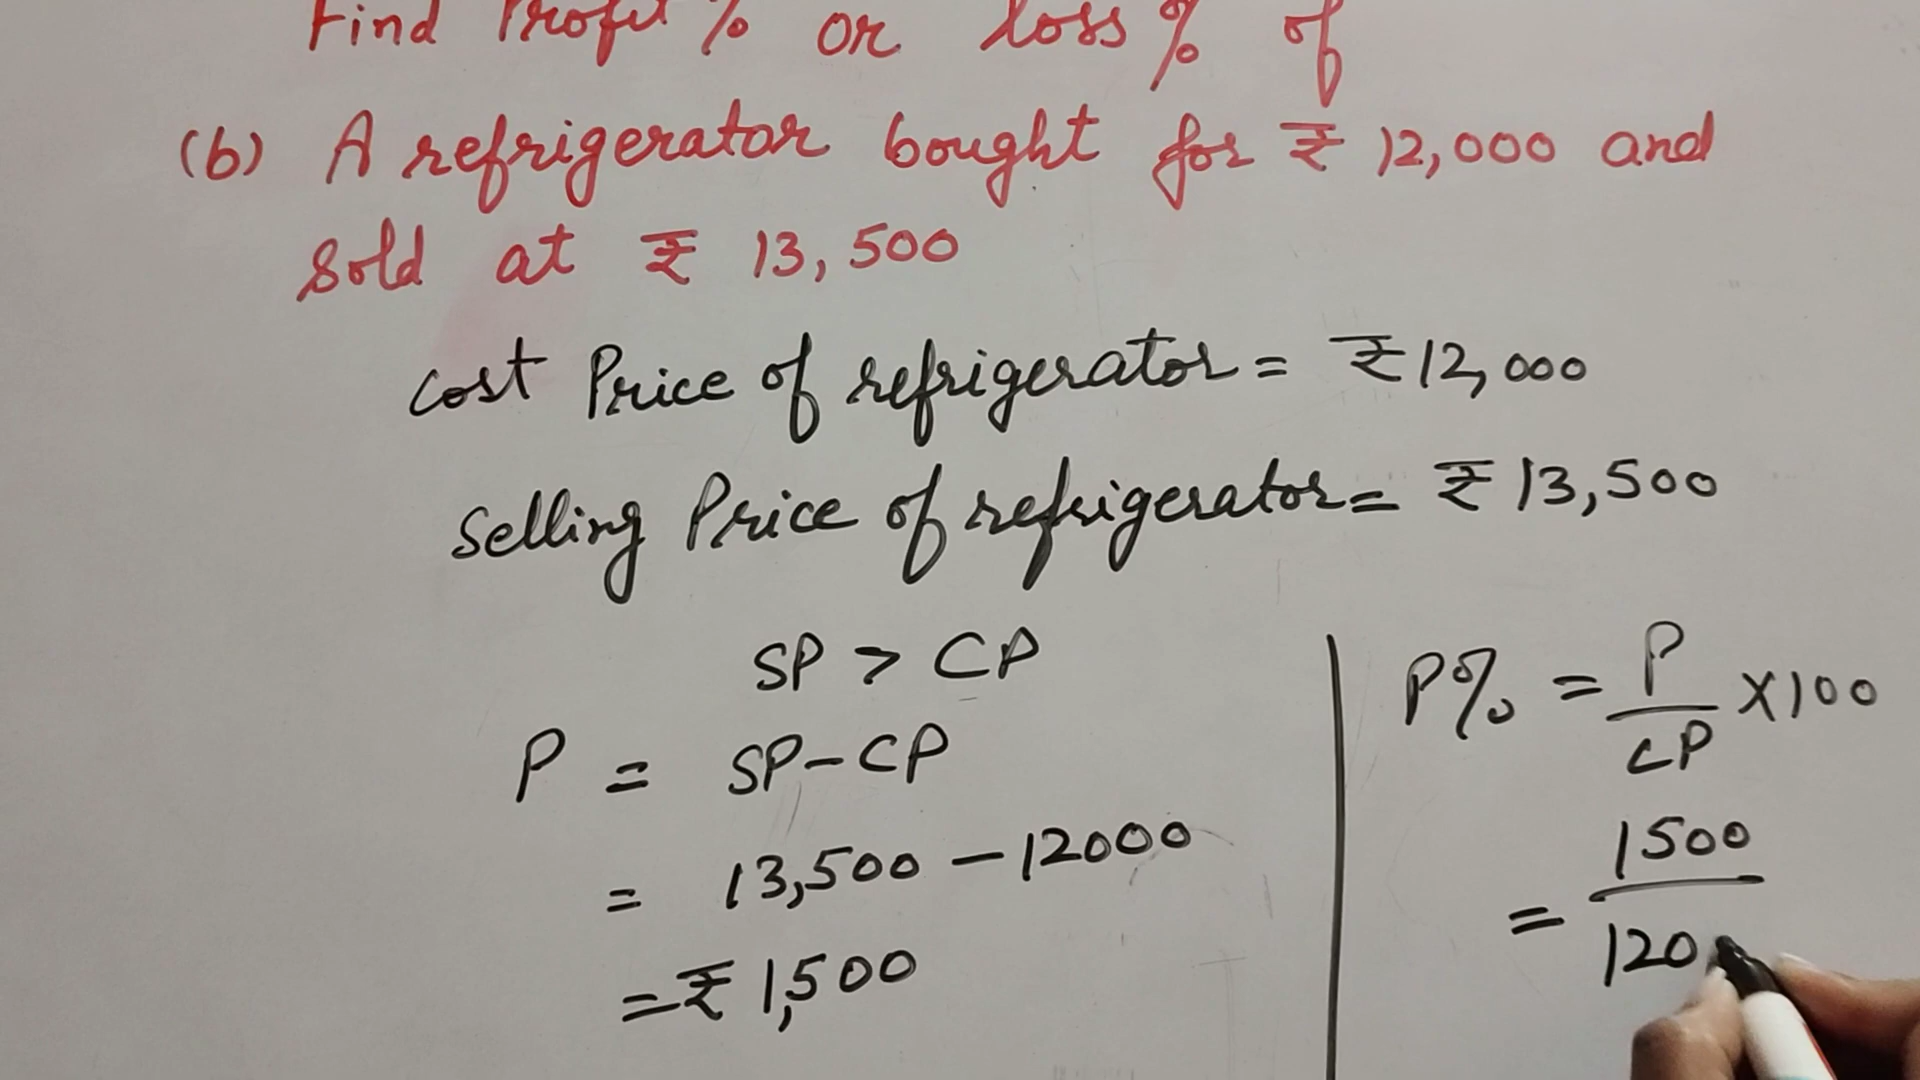 Find Profit % or loss % of
(b) A refrigerator bought for ₹ 12,000 and
sold at ₹ 13,500
cost Price of refrigerator = ₹ 12,000
Selling Price of refrigerator = ₹ 13,500
SP > CP
P = SP - CP
= 13,500 - 12000
= ₹ 1,500
P% = P/CP × 100
= 1500/120